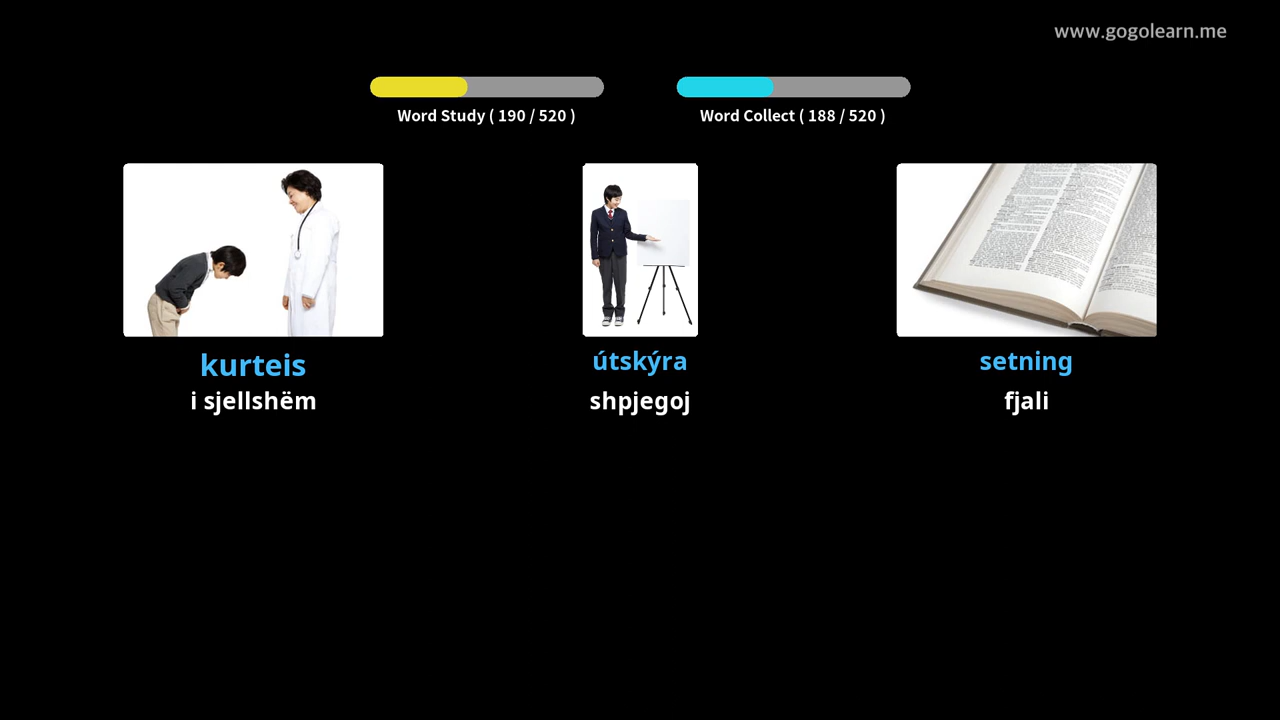 www.gogolearn.me
Word Study ( 190 / 520 )
Word Collect ( 188 / 520 )
kurteis
i sjellshëm
útskýra
shpjegoj
setning
fjali